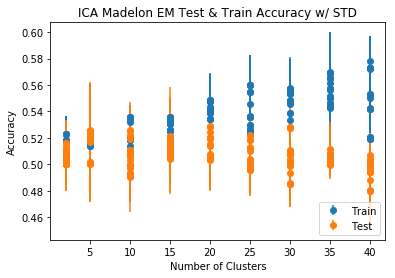 ICA Madelon EM Test & Train Accuracy w/ STD
0.60
0.58
0.56
0.54
0.52
0.50
0.48
0.46
Accuracy
5 10 15 20 25 30 35 40
Number of Clusters
Train
Test